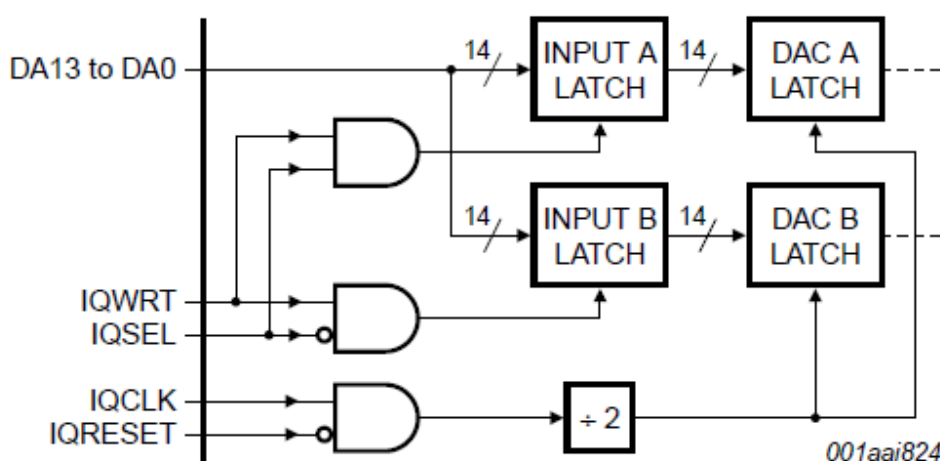 14
INPUT A
LATCH
14
DAC A
LATCH
DA13 to DA0
14
INPUT B
LATCH
14
DAC B
LATCH
IQWRT
IQSEL
IQCLK
IQRESET
÷ 2
001aaj824